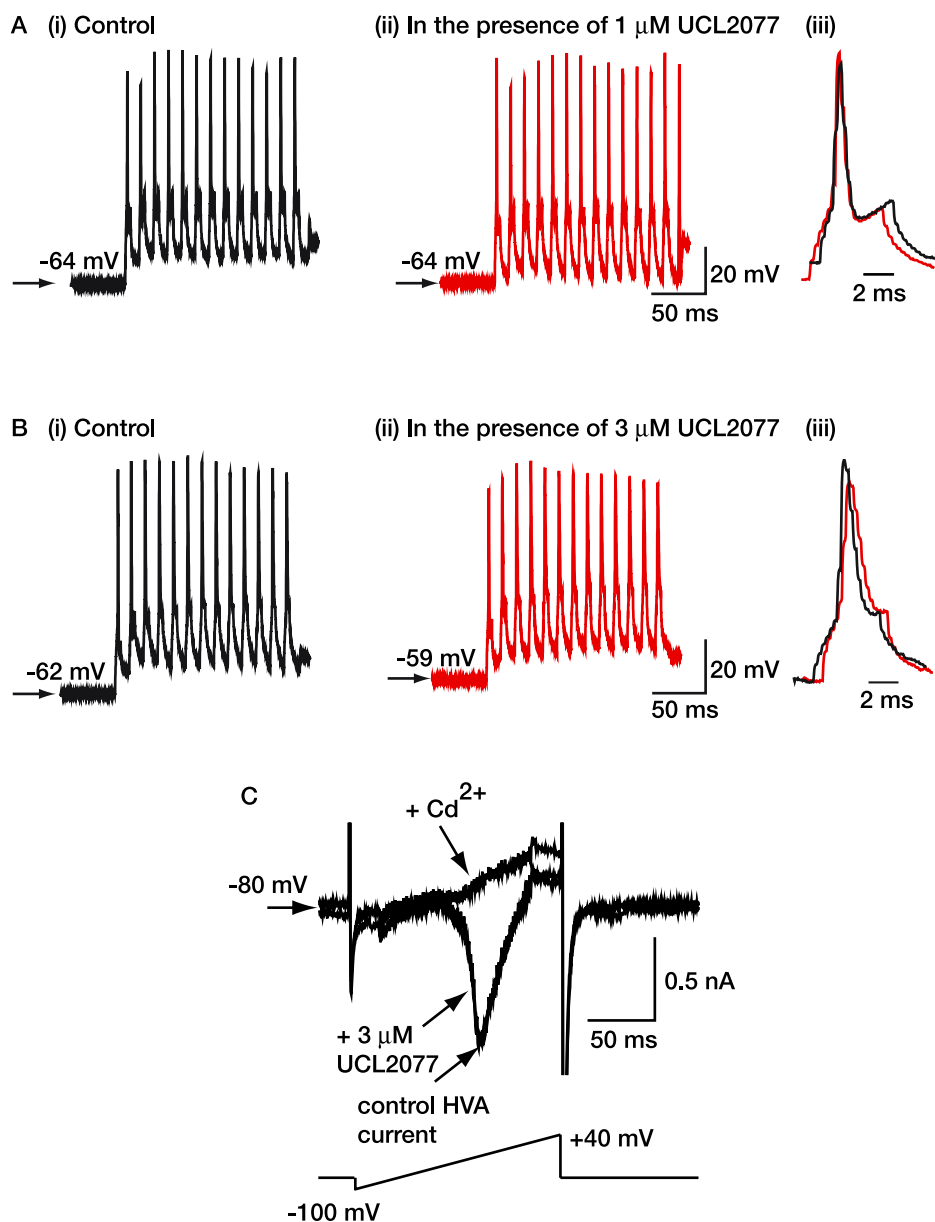 A (i) Control
(ii) In the presence of 1 μM UCL2077
(iii)
-64 mV
-64 mV
20 mV
50 ms
2 ms
B (i) Control
(ii) In the presence of 3 μM UCL2077
(iii)
-62 mV
-59 mV
20 mV
50 ms
2 ms
C
+ Cd2+
-80 mV
0.5 nA
50 ms
+ 3 μM
UCL2077
control HVA
current
+40 mV
-100 mV